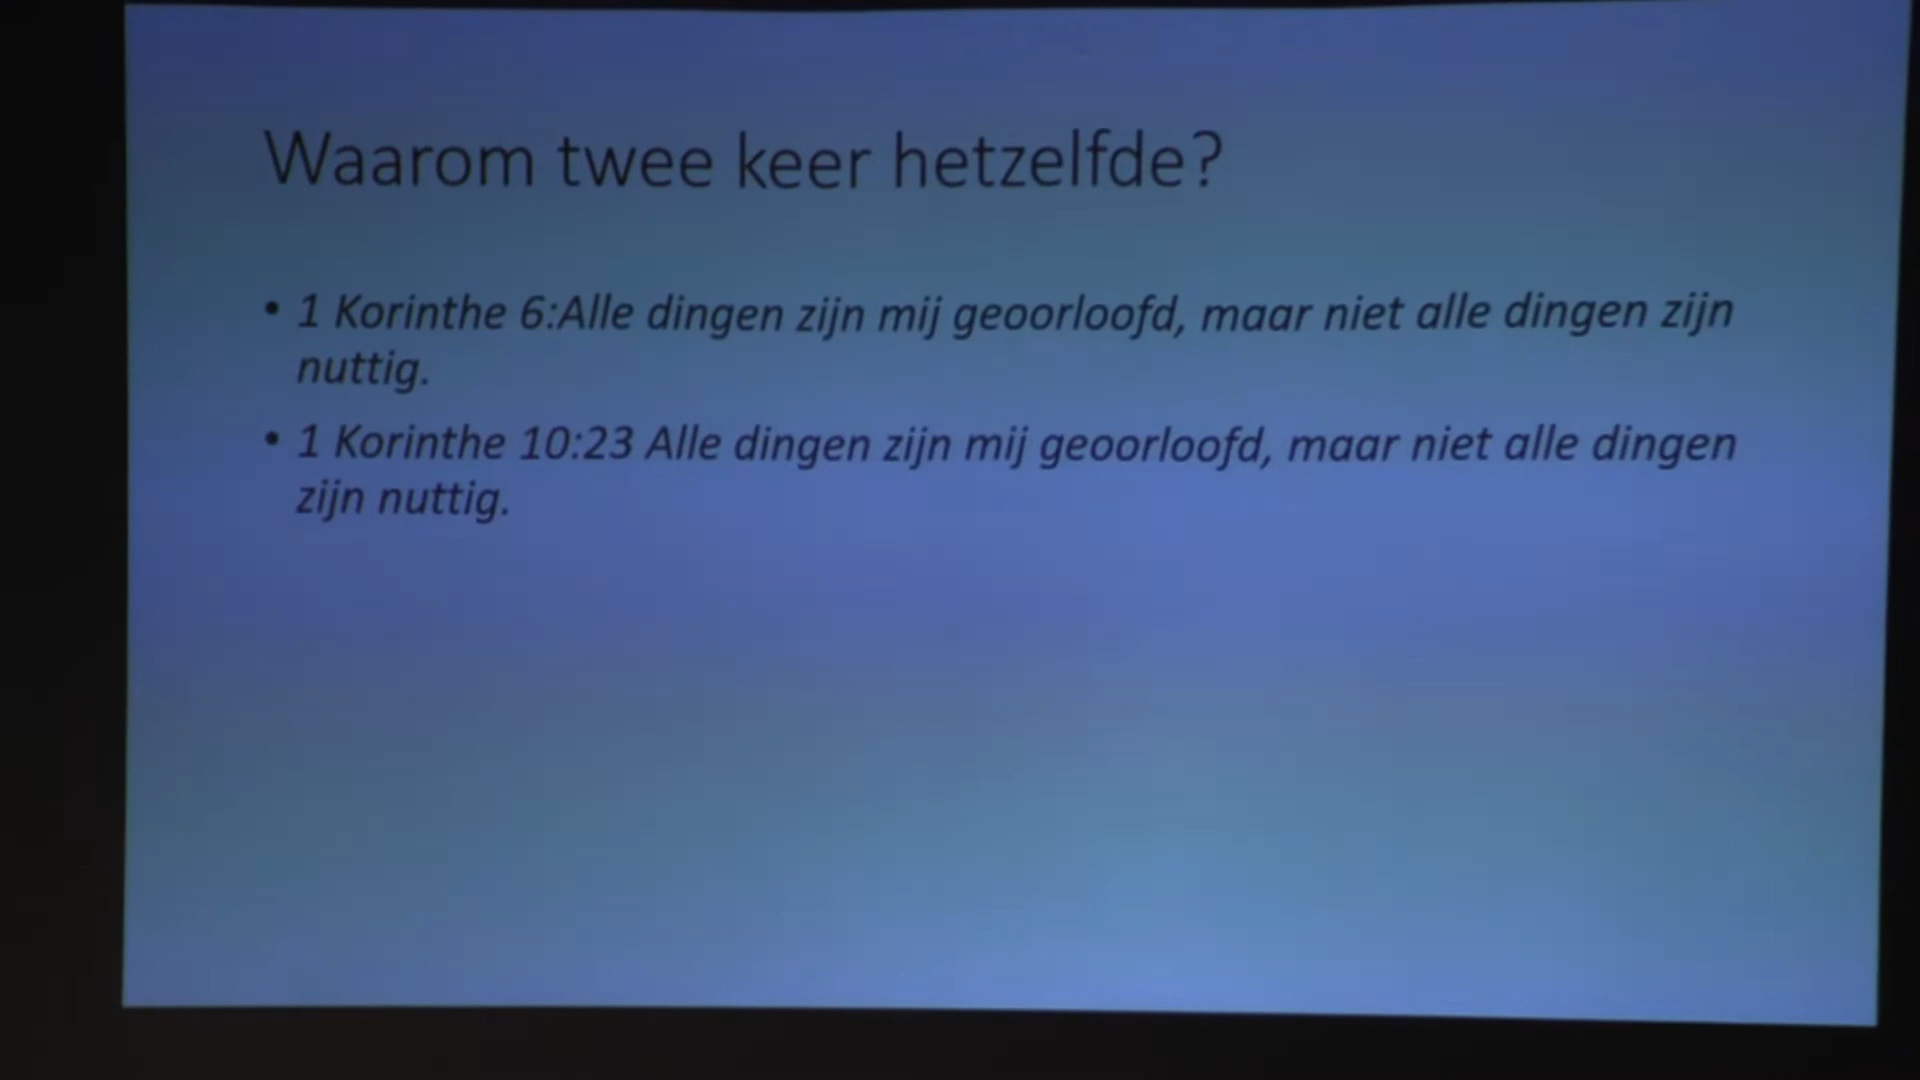 Waarom twee keer hetzelfde?
• 1 Korinthe 6:Alle dingen zijn mij geoorloofd, maar niet alle dingen zijn
nuttig.
• 1 Korinthe 10:23 Alle dingen zijn mij geoorloofd, maar niet alle dingen
zijn nuttig.